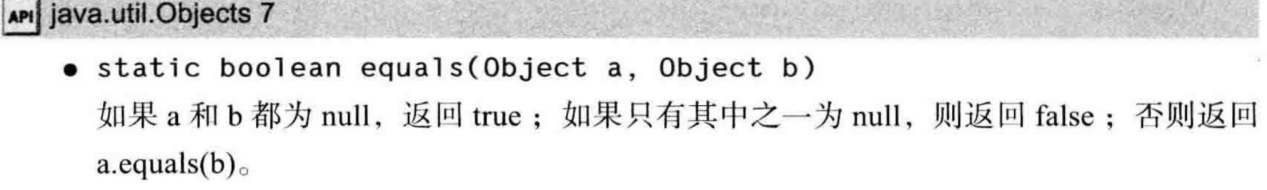 API java.util.Objects 7
● static boolean equals(Object a, Object b)
如果 a 和 b 都为 null，返回 true ；如果只有其中之一为 null，则返回 false ；否则返回
a.equals(b)。